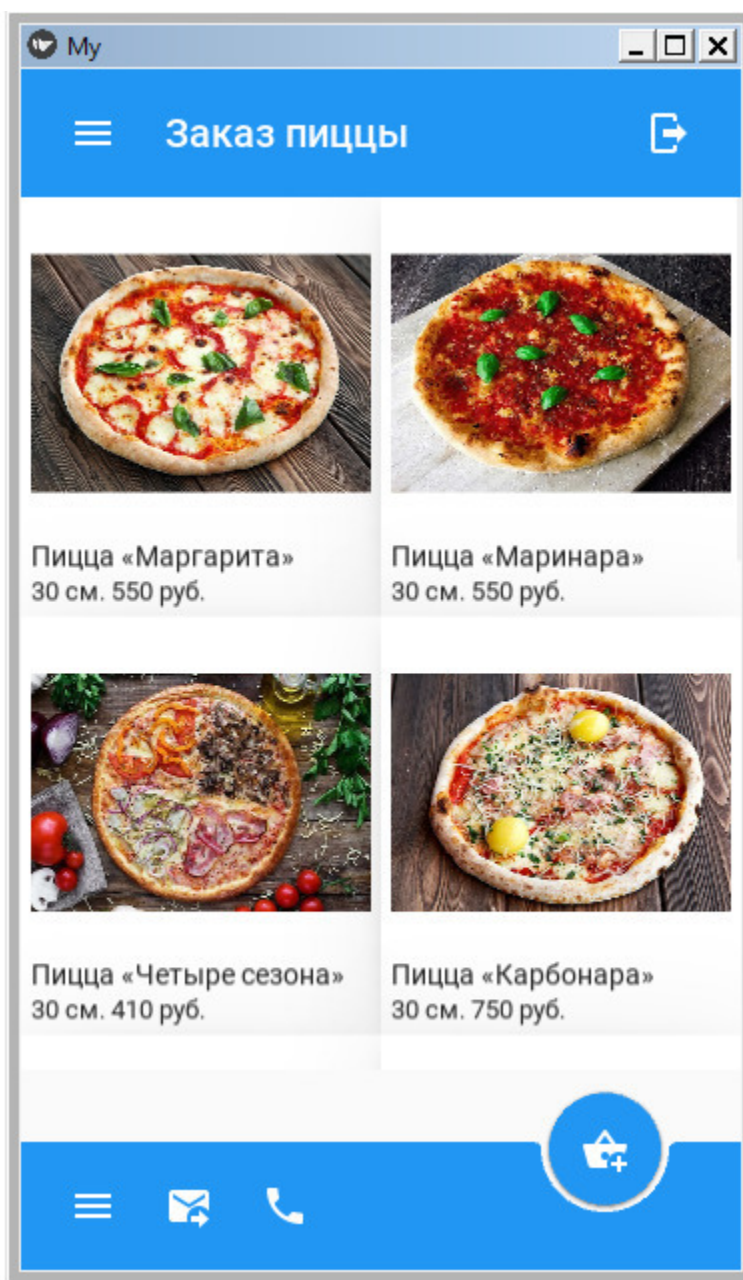 My
Заказ пиццы
Пицца «Маргарита»
30 см. 550 руб.
Пицца «Маринара»
30 см. 550 руб.
Пицца «Четыре сезона»
30 см. 410 руб.
Пицца «Карбонара»
30 см. 750 руб.